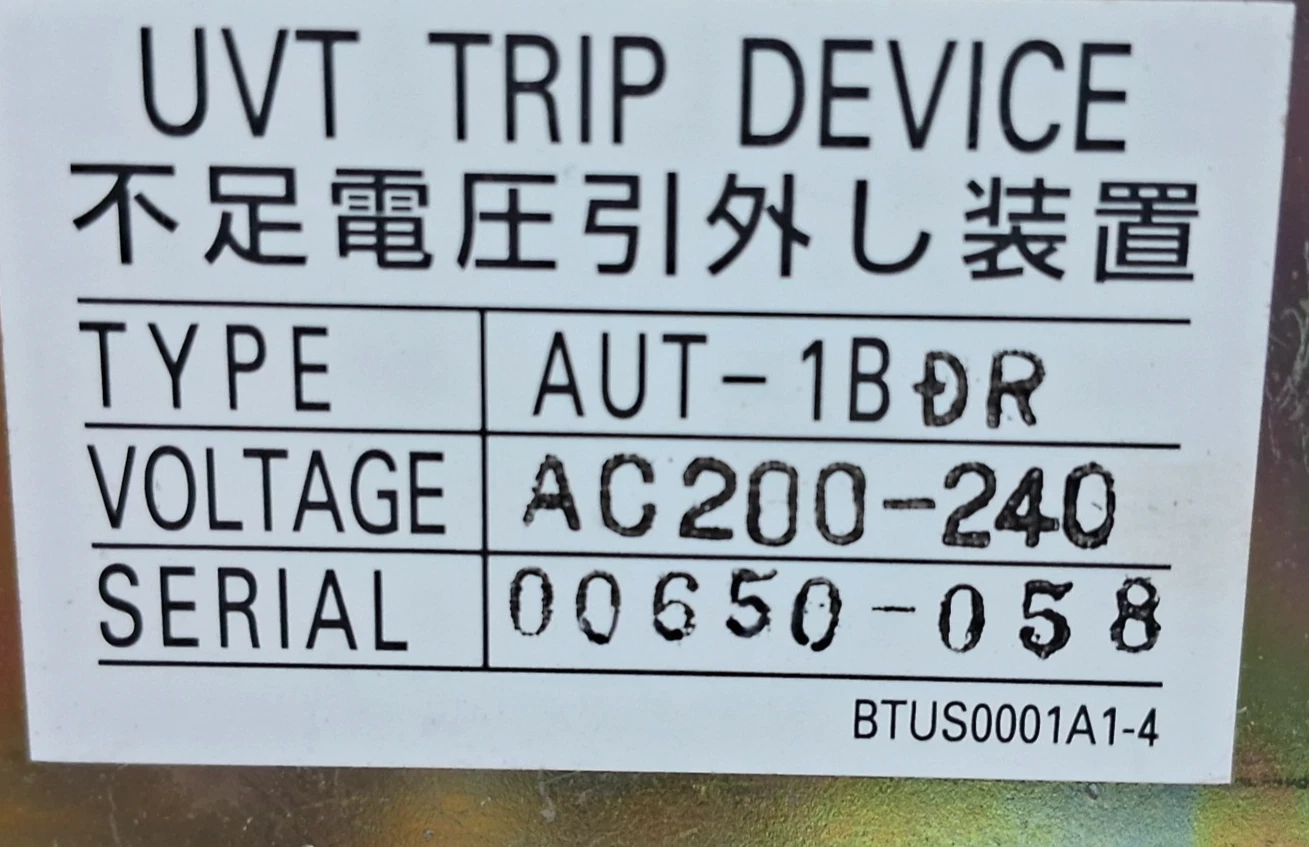 UVT TRIP DEVICE
不足電圧引外し装置
TYPE AUT-1BDR
VOLTAGE AC200-240
SERIAL 00650-058
BTUS0001A1-4